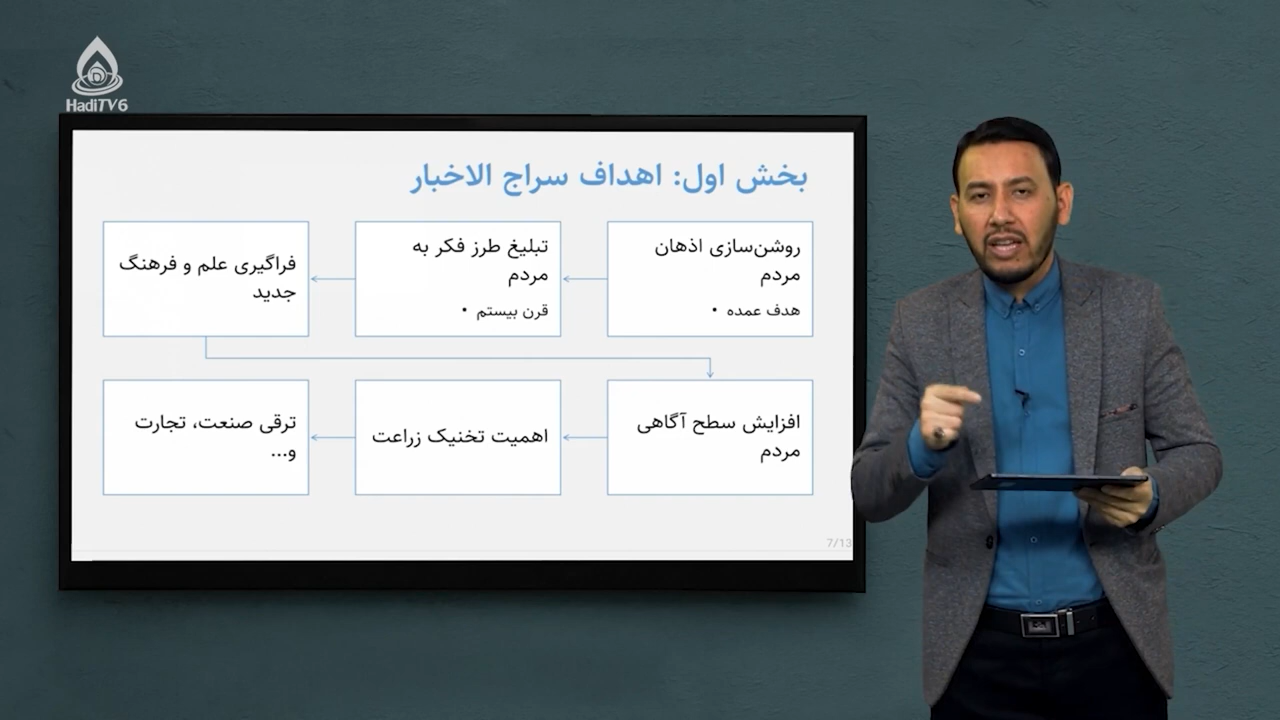 HadiTV6
بخش اول: اهداف سراج الاخبار
روشن‌سازی اذهان
مردم
هدف عمده •
تبلیغ طرز فکر به
مردم
قرن بیستم •
فراگیری علم و فرهنگ
جدید
افزایش سطح آگاهی
مردم
اهمیت تخنیک زراعت
ترقی صنعت، تجارت
و...
7/13